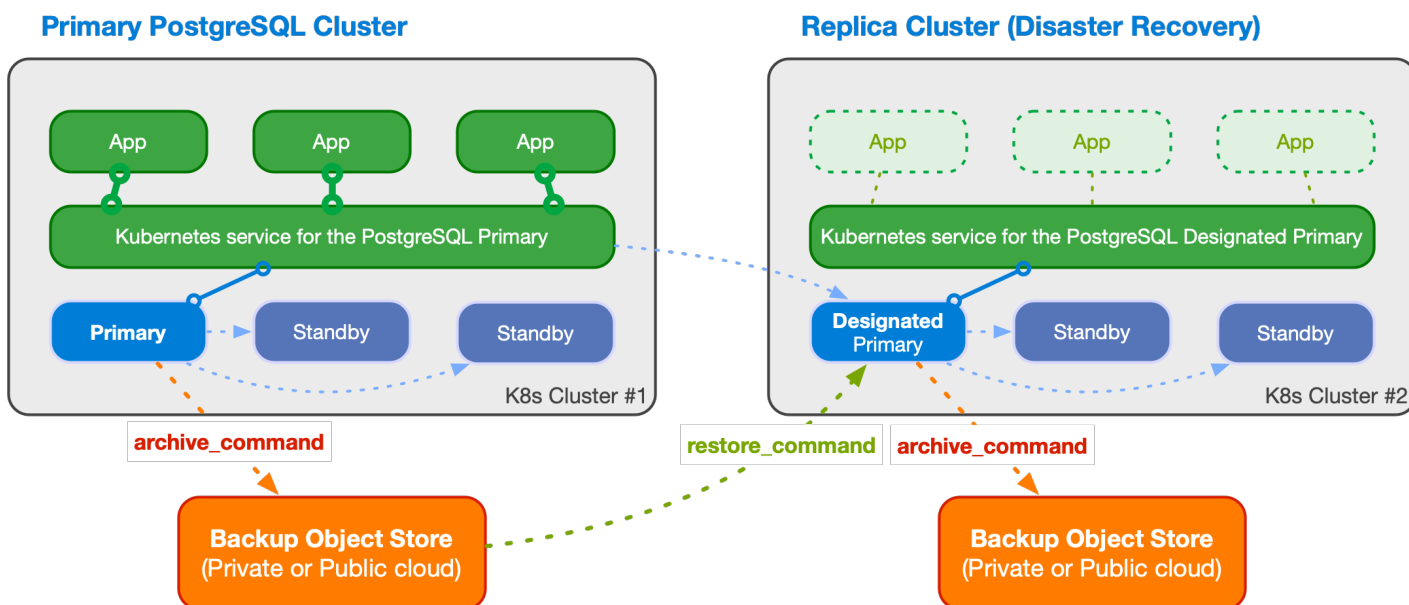 Primary PostgreSQL Cluster
Replica Cluster (Disaster Recovery)
App
App
App
Kubernetes service for the PostgreSQL Primary
Primary
Standby
Standby
K8s Cluster #1
App
App
App
Kubernetes service for the PostgreSQL Designated Primary
Designated
Primary
Standby
Standby
K8s Cluster #2
archive_command
restore_command
archive_command
Backup Object Store
(Private or Public cloud)
Backup Object Store
(Private or Public cloud)